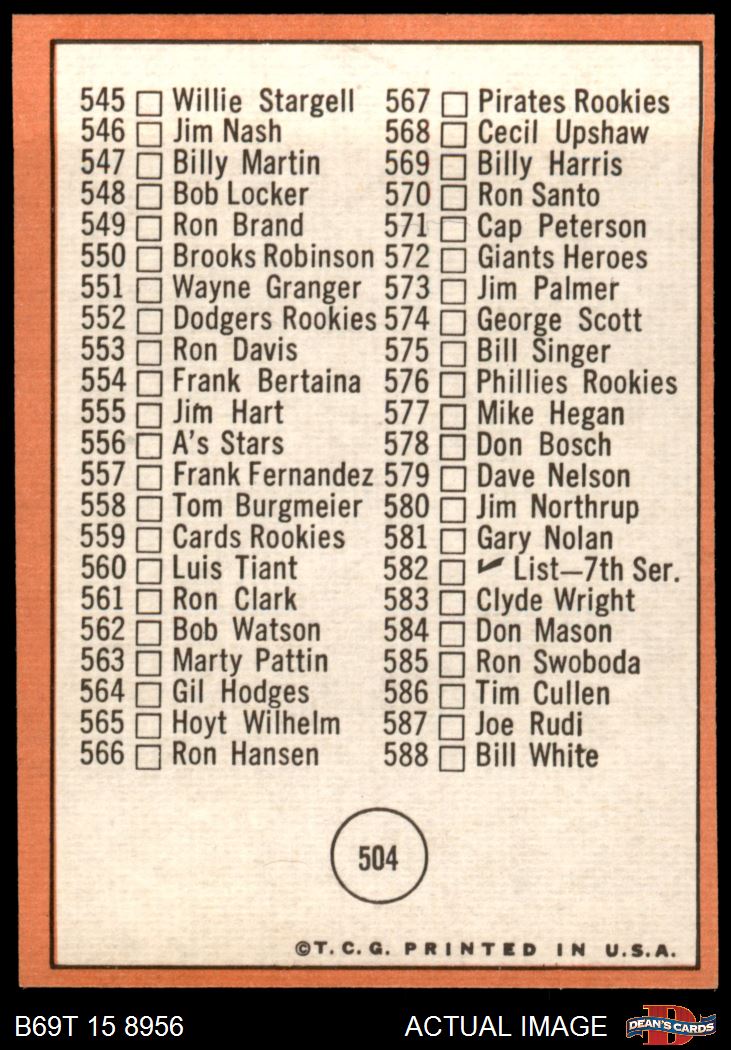 545 Willie Stargell
546 Jim Nash
547 Billy Martin
548 Bob Locker
549 Ron Brand
550 Brooks Robinson
551 Wayne Granger
552 Dodgers Rookies
553 Ron Davis
554 Frank Bertaina
555 Jim Hart
556 A's Stars
557 Frank Fernandez
558 Tom Burgmeier
559 Cards Rookies
560 Luis Tiant
561 Ron Clark
562 Bob Watson
563 Marty Pattin
564 Gil Hodges
565 Hoyt Wilhelm
566 Ron Hansen
567 Pirates Rookies
568 Cecil Upshaw
569 Billy Harris
570 Ron Santo
571 Cap Peterson
572 Giants Heroes
573 Jim Palmer
574 George Scott
575 Bill Singer
576 Phillies Rookies
577 Mike Hegan
578 Don Bosch
579 Dave Nelson
580 Jim Northrup
581 Gary Nolan
582 List—7th Ser.
583 Clyde Wright
584 Don Mason
585 Ron Swoboda
586 Tim Cullen
587 Joe Rudi
588 Bill White
504
©T.C.G. PRINTED IN U.S.A.
B69T 15 8956
ACTUAL IMAGE
D
DEAN'S CARDS